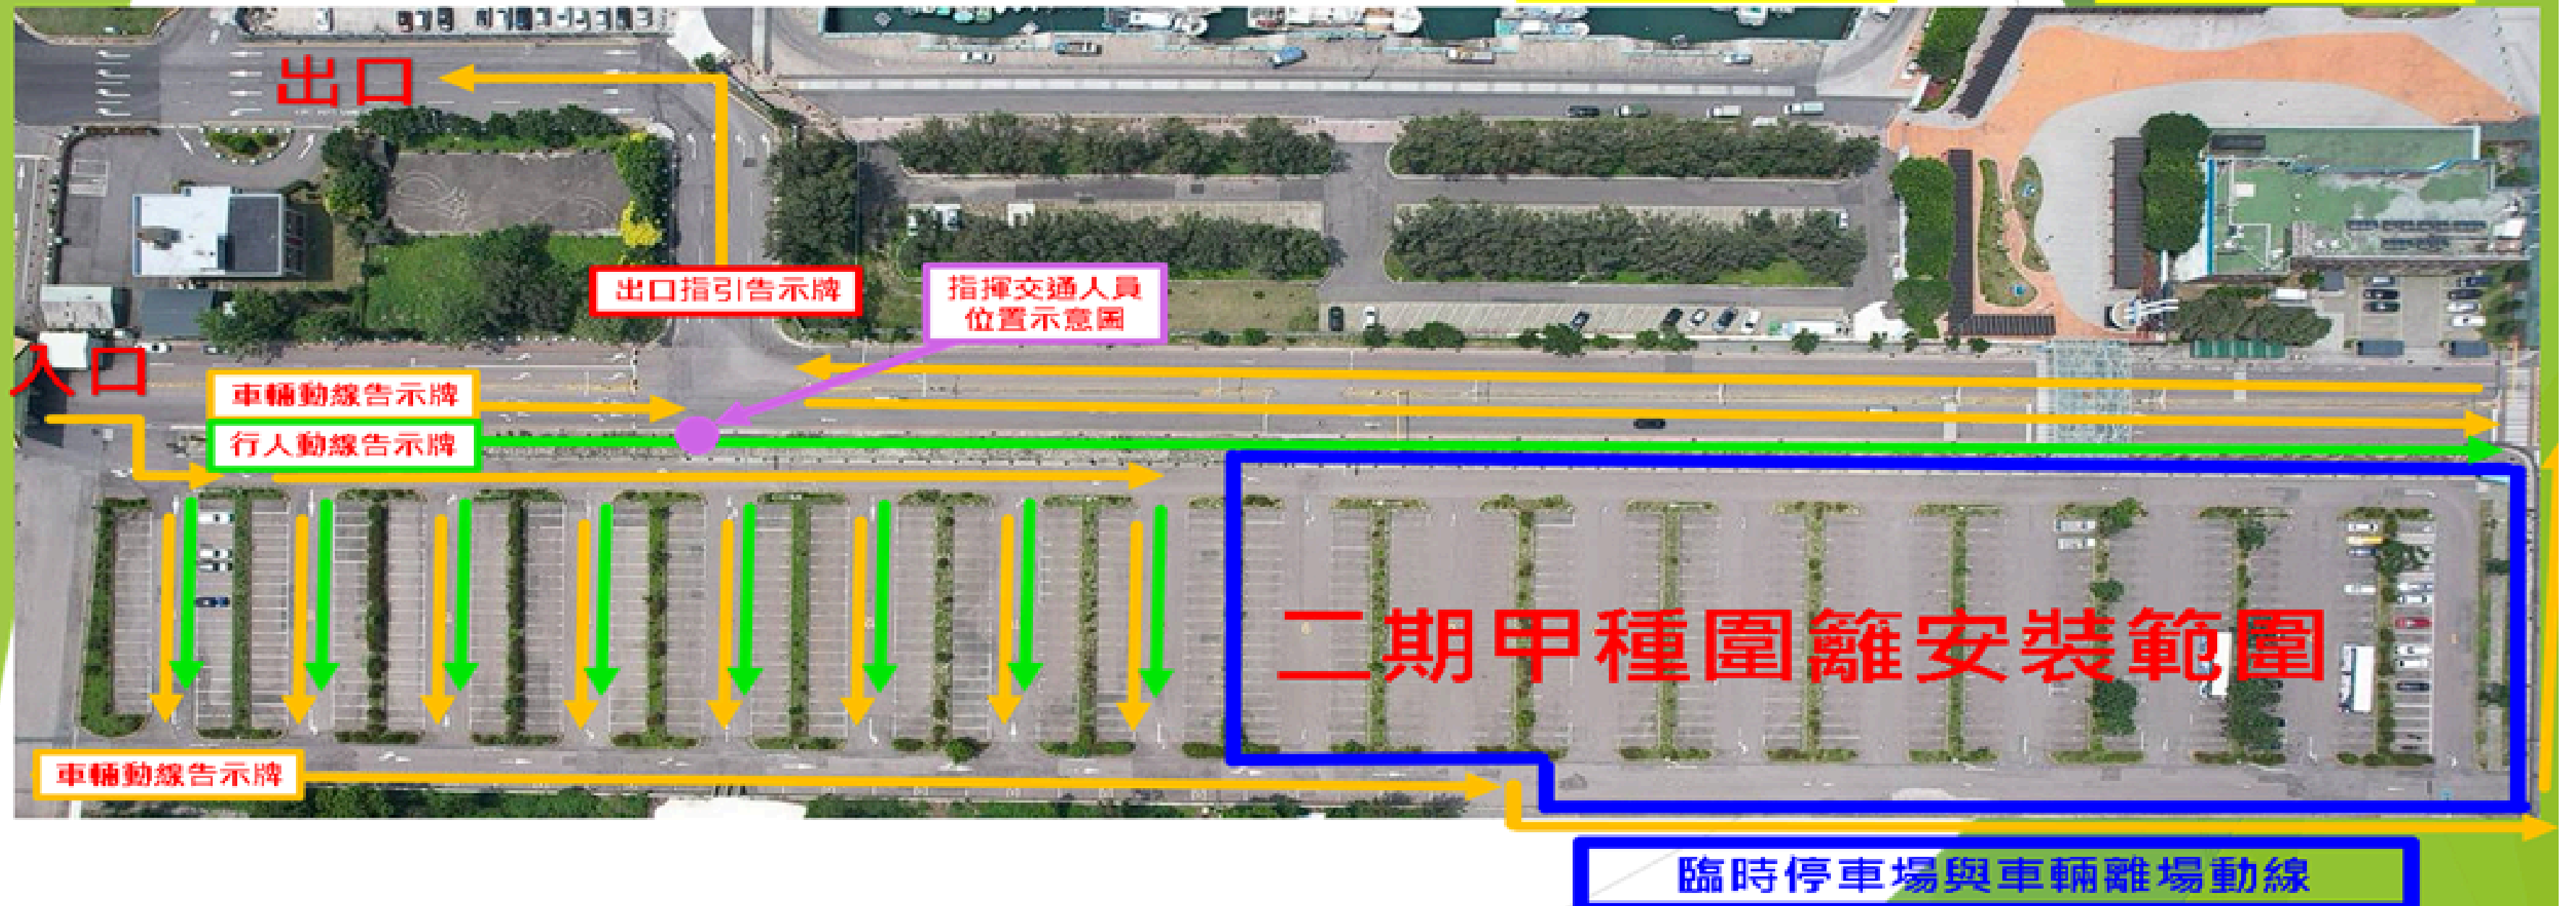 出口
出口指引告示牌
指揮交通人員
位置示意圖
入口
車輛動線告示牌
行人動線告示牌
二期甲種圍籬安裝範圍
車輛動線告示牌
臨時停車場與車輛離場動線